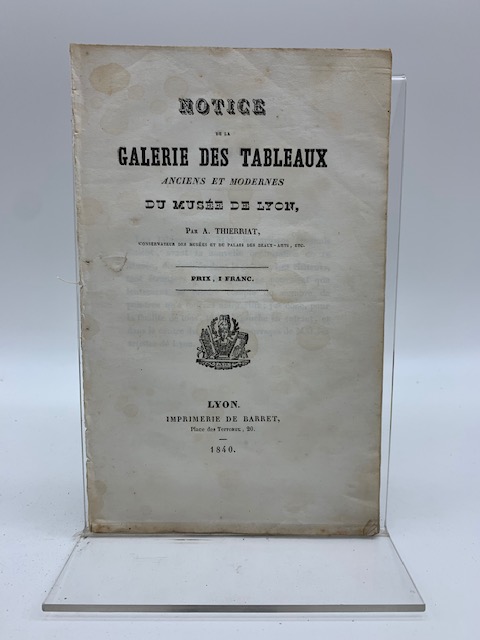 NOTICE
DE LA
GALERIE DES TABLEAUX
ANCIENS ET MODERNES
DU MUSÉE DE LYON,
PAR A. THIERRIAT,
CONSERVATEUR DES MUSÉES ET DU PALAIS DES BEAUX-ARTS, ETC.
PRIX, 1 FRANC.
LYON.
IMPRIMERIE DE BARRET,
Place des Terreaux, 20.
1840.